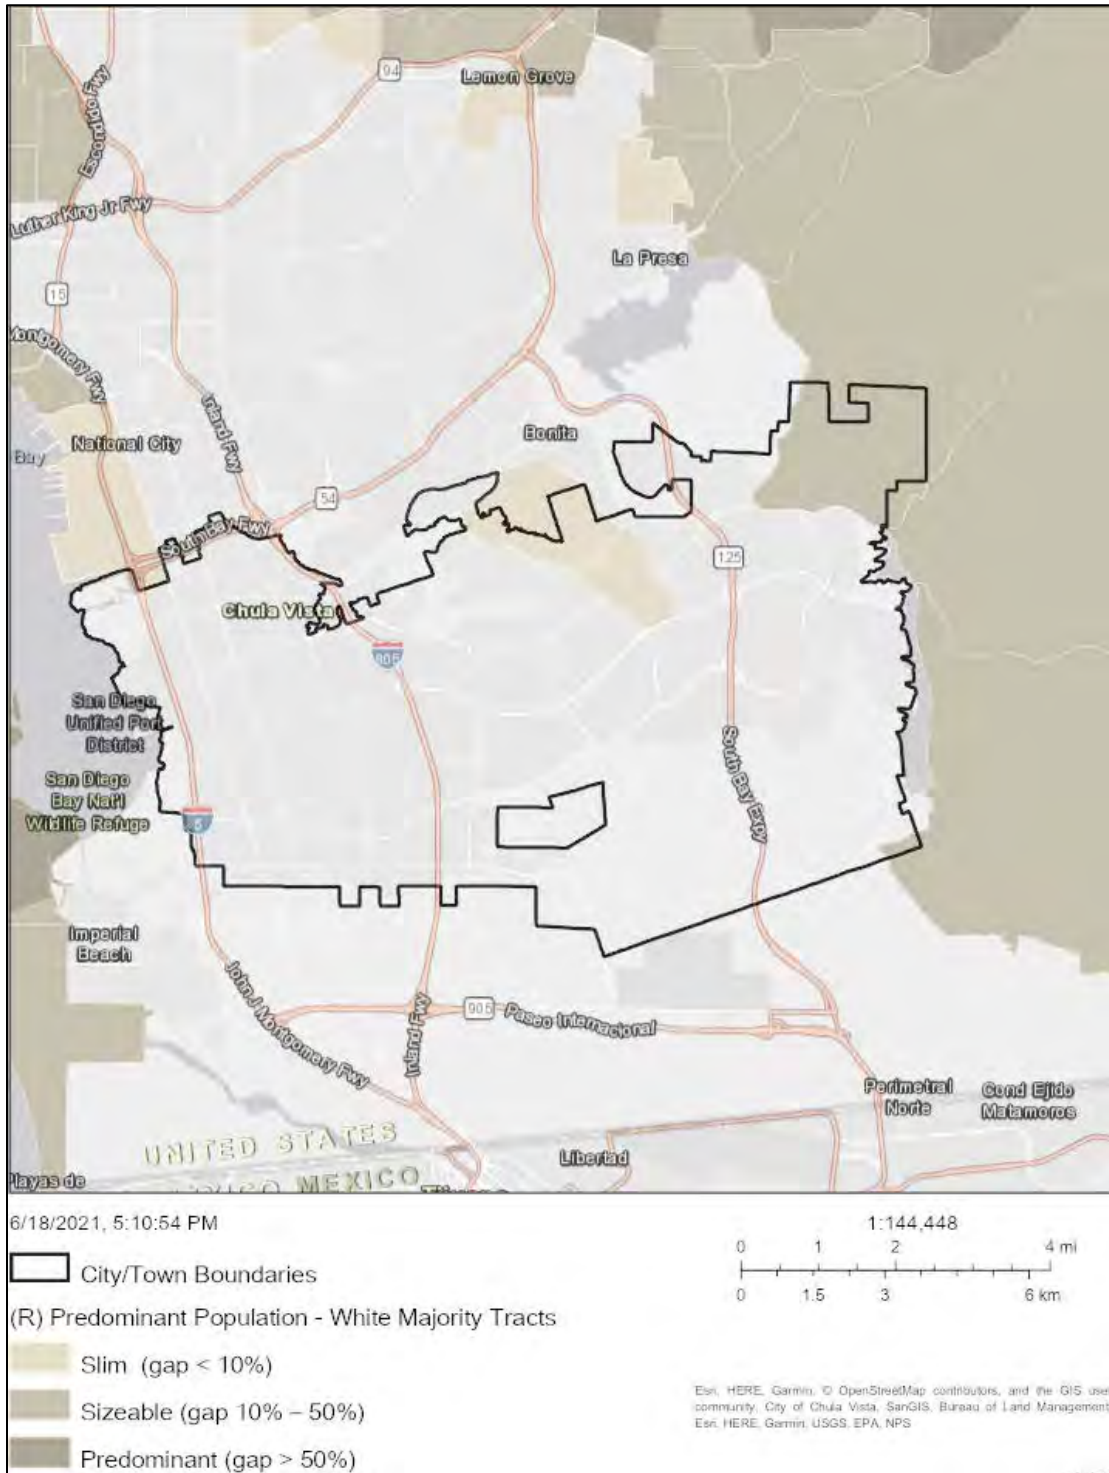 94
Lemon Grove
Escondido Fwy
Luther King Jr Fwy
La Presa
15
Montgomery Fwy
Inland Fwy
National City
Bonita
Bay
54
South Bay Fwy
125
Chula Vista
805
San Diego
Unified Port
District
South Bay Expy
San Diego
Bay Nat'l
Wildlife Refuge
5
Imperial
Beach
John J Montgomery Fwy
Inland Fwy
905
Paseo Internacional
Perimetral
Norte
Cond Ejido
Matamoros
UNITED STATES
MEXICO
Libertad
Playas de
6/18/2021, 5:10:54 PM
1:144,448
0 1 2 4 mi
0 1.5 3 6 km
City/Town Boundaries
(R) Predominant Population - White Majority Tracts
Slim (gap < 10%)
Sizeable (gap 10% – 50%)
Predominant (gap > 50%)
Esri, HERE, Garmin, © OpenStreetMap contributors, and the GIS user
community, City of Chula Vista, SanGIS, Bureau of Land Management,
Esri, HERE, Garmin, USGS, EPA, NPS